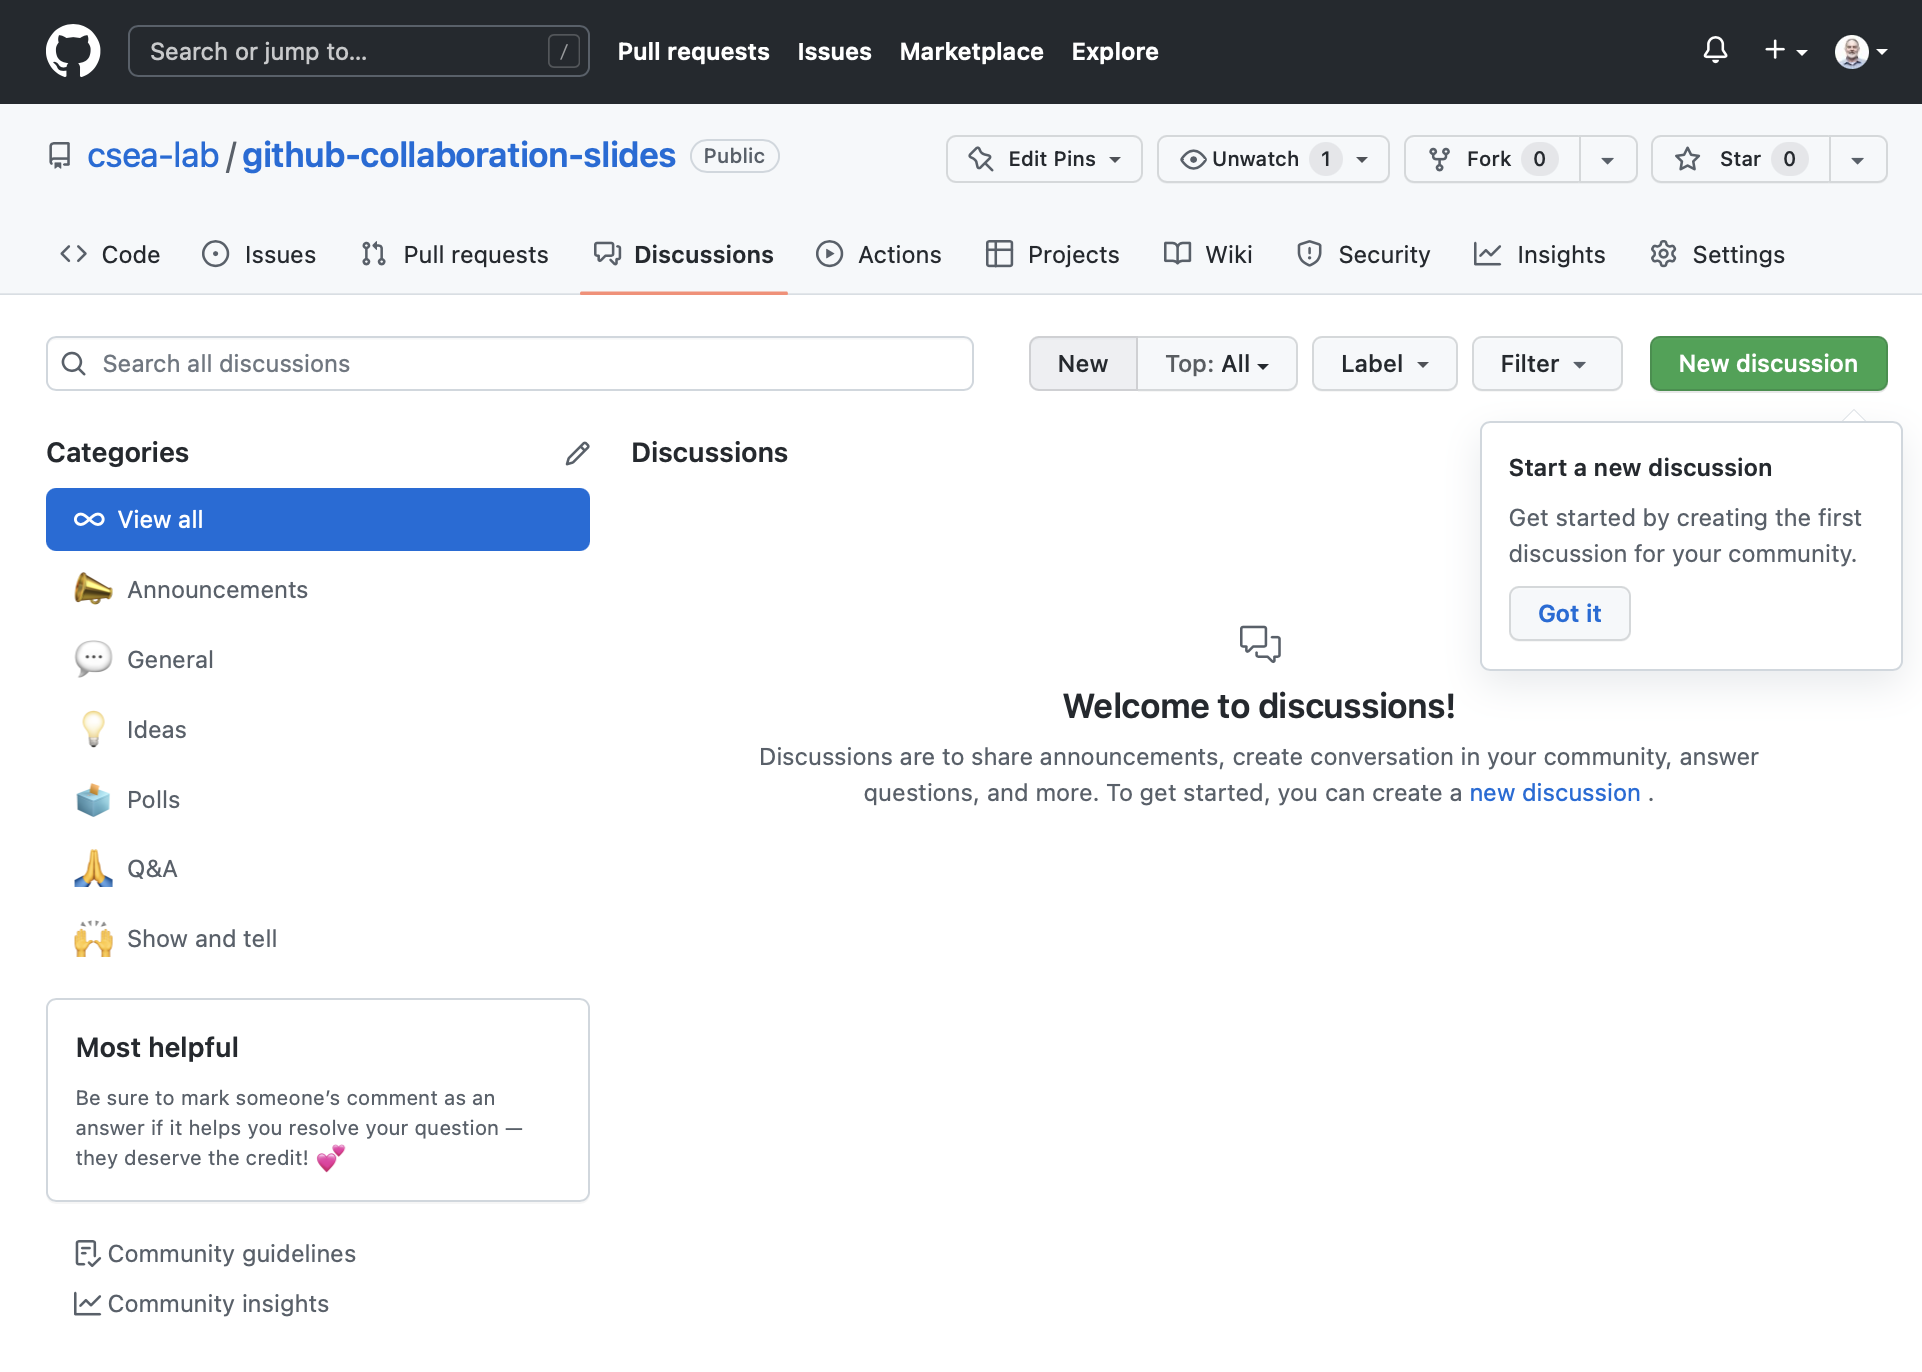 Search or jump to... /
Pull requests Issues Marketplace Explore
csea-lab / github-collaboration-slides Public
Edit Pins Unwatch 1 Fork 0 Star 0
Code Issues Pull requests Discussions Actions Projects Wiki Security Insights Settings
Search all discussions
New Top: All Label Filter New discussion
Start a new discussion
Get started by creating the first
discussion for your community.
Got it
Categories
View all
Announcements
General
Ideas
Polls
Q&A
Show and tell
Discussions
Welcome to discussions!
Discussions are to share announcements, create conversation in your community, answer
questions, and more. To get started, you can create a new discussion .
Most helpful
Be sure to mark someone’s comment as an
answer if it helps you resolve your question —
they deserve the credit! 💕
Community guidelines
Community insights